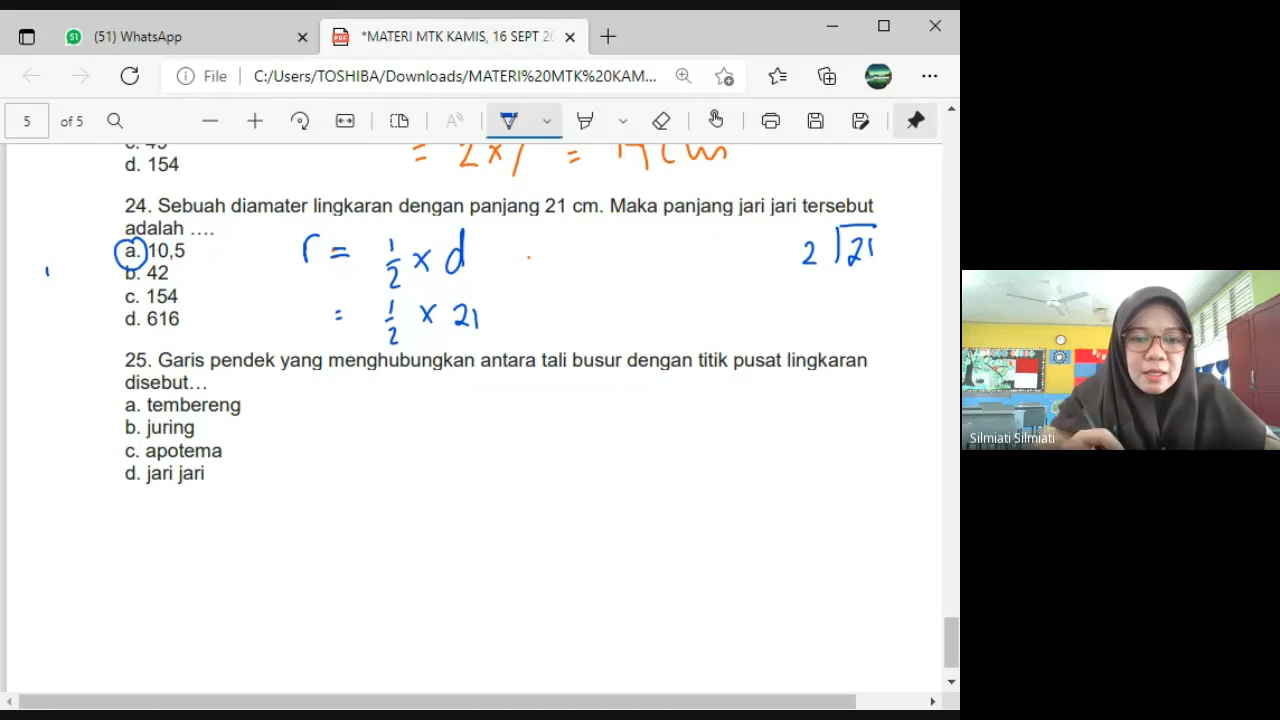 (51) WhatsApp
*MATERI MTK KAMIS, 16 SEPT 20
File
C:/Users/TOSHIBA/Downloads/MATERI%20MTK%20KAM...
5 of 5
c. 45
d. 154
= 2 x 7 = 14 cm
24. Sebuah diamater lingkaran dengan panjang 21 cm. Maka panjang jari jari tersebut
adalah ....
a. 10,5
b. 42
c. 154
d. 616
r = 1/2 x d
= 1/2 x 21
2 21
25. Garis pendek yang menghubungkan antara tali busur dengan titik pusat lingkaran
disebut…
a. tembereng
b. juring
c. apotema
d. jari jari
Silmiati Silmiati